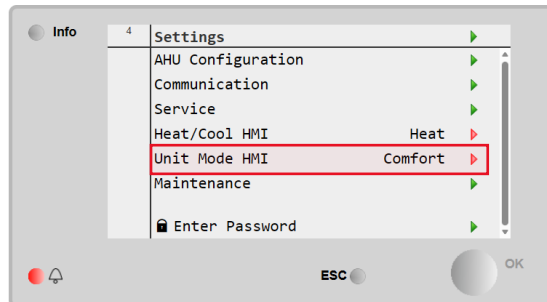 Info
4 Settings
AHU Configuration
Communication
Service
Heat/Cool HMI Heat
Unit Mode HMI Comfort
Maintenance
Enter Password
ESC
OK